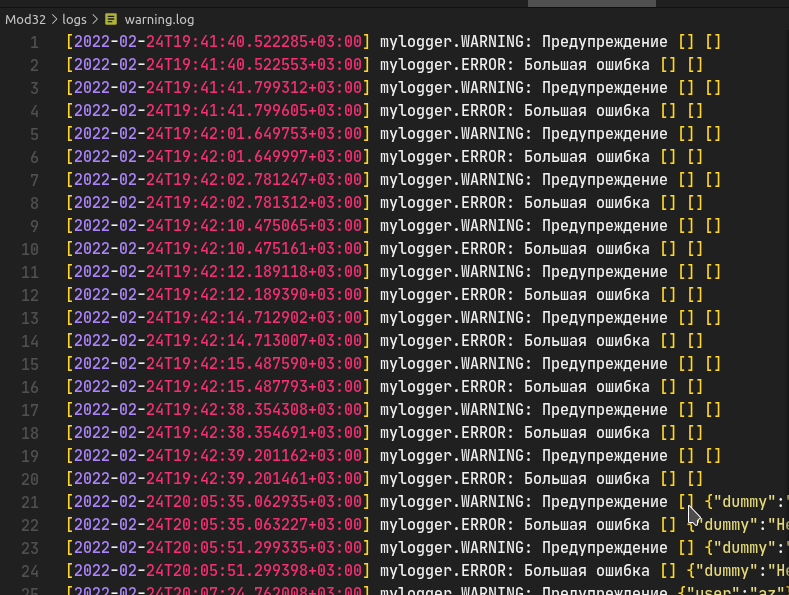 Mod32 > logs > warning.log
1 [2022-02-24T19:41:40.522285+03:00] mylogger.WARNING: Предупреждение [] []
2 [2022-02-24T19:41:40.522553+03:00] mylogger.ERROR: Большая ошибка [] []
3 [2022-02-24T19:41:41.799312+03:00] mylogger.WARNING: Предупреждение [] []
4 [2022-02-24T19:41:41.799605+03:00] mylogger.ERROR: Большая ошибка [] []
5 [2022-02-24T19:42:01.649753+03:00] mylogger.WARNING: Предупреждение [] []
6 [2022-02-24T19:42:01.649997+03:00] mylogger.ERROR: Большая ошибка [] []
7 [2022-02-24T19:42:02.781247+03:00] mylogger.WARNING: Предупреждение [] []
8 [2022-02-24T19:42:02.781312+03:00] mylogger.ERROR: Большая ошибка [] []
9 [2022-02-24T19:42:10.475065+03:00] mylogger.WARNING: Предупреждение [] []
10 [2022-02-24T19:42:10.475161+03:00] mylogger.ERROR: Большая ошибка [] []
11 [2022-02-24T19:42:12.189118+03:00] mylogger.WARNING: Предупреждение [] []
12 [2022-02-24T19:42:12.189390+03:00] mylogger.ERROR: Большая ошибка [] []
13 [2022-02-24T19:42:14.712902+03:00] mylogger.WARNING: Предупреждение [] []
14 [2022-02-24T19:42:14.713007+03:00] mylogger.ERROR: Большая ошибка [] []
15 [2022-02-24T19:42:15.487590+03:00] mylogger.WARNING: Предупреждение [] []
16 [2022-02-24T19:42:15.487793+03:00] mylogger.ERROR: Большая ошибка [] []
17 [2022-02-24T19:42:38.354308+03:00] mylogger.WARNING: Предупреждение [] []
18 [2022-02-24T19:42:38.354691+03:00] mylogger.ERROR: Большая ошибка [] []
19 [2022-02-24T19:42:39.201162+03:00] mylogger.WARNING: Предупреждение [] []
20 [2022-02-24T19:42:39.201461+03:00] mylogger.ERROR: Большая ошибка [] []
21 [2022-02-24T20:05:35.062935+03:00] mylogger.WARNING: Предупреждение [] {"dummy":"
22 [2022-02-24T20:05:35.063227+03:00] mylogger.ERROR: Большая ошибка [] {"dummy":"He
23 [2022-02-24T20:05:51.299335+03:00] mylogger.WARNING: Предупреждение [] {"dummy":"
24 [2022-02-24T20:05:51.299398+03:00] mylogger.ERROR: Большая ошибка [] {"dummy":"He
25 [2022-02-24T20:07:24.762008+03:00] mylogger.WARNING: Предупреждение {"user":"az"}